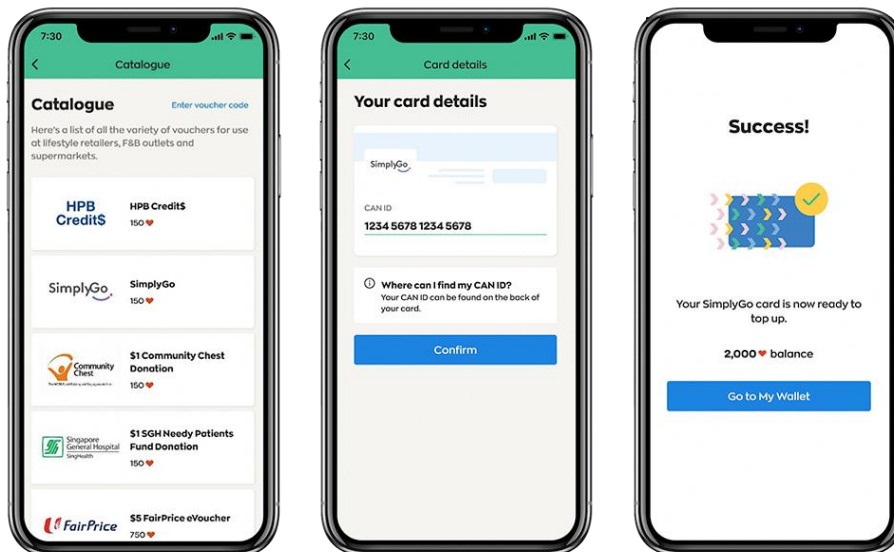 7:30
Catalogue
Catalogue
Enter voucher code
Here's a list of all the variety of vouchers for use
at lifestyle retailers, F&B outlets and
supermarkets.
HPB
Credit$
HPB Credit$
150
SimplyGo
SimplyGo
150
Community
Chest
$1 Community Chest
Donation
150
Singapore
General Hospital
SingHealth
$1 SGH Needy Patients
Fund Donation
150
FairPrice
$5 FairPrice eVoucher
750
7:30
Card details
Your card details
SimplyGo
CAN ID
1234 5678 1234 5678
Where can I find my CAN ID?
Your CAN ID can be found on the back of
your card.
Confirm
Success!
Your SimplyGo card is now ready to
top up.
2,000 balance
Go to My Wallet